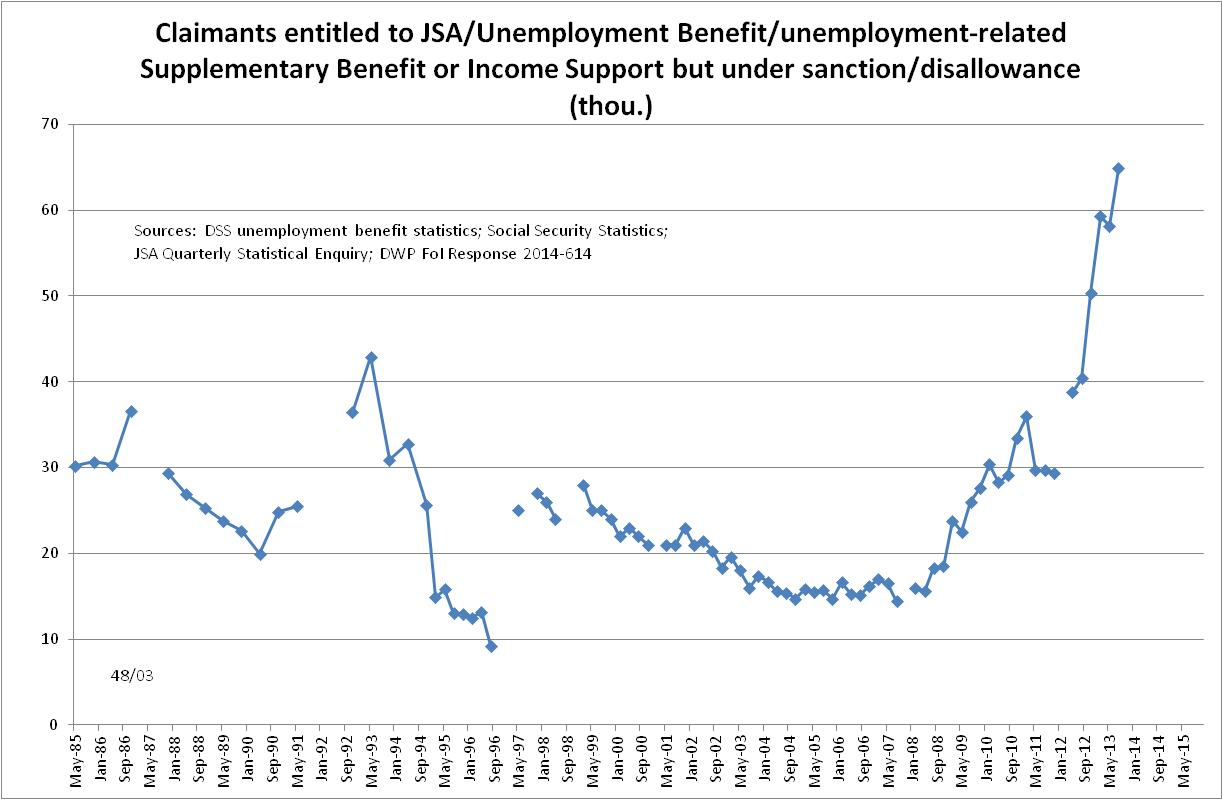 Claimants entitled to JSA/Unemployment Benefit/unemployment-related
Supplementary Benefit or Income Support but under sanction/disallowance
(thou.)
70
60
Sources: DSS unemployment benefit statistics; Social Security Statistics;
JSA Quarterly Statistical Enquiry; DWP FoI Response 2014-614
50
40
30
20
10
48/03
0
May-85
Jan-86
Sep-86
May-87
Jan-88
Sep-88
May-89
Jan-90
Sep-90
May-91
Jan-92
Sep-92
May-93
Jan-94
Sep-94
May-95
Jan-96
Sep-96
May-97
Jan-98
Sep-98
May-99
Jan-00
Sep-00
May-01
Jan-02
Sep-02
May-03
Jan-04
Sep-04
May-05
Jan-06
Sep-06
May-07
Jan-08
Sep-08
May-09
Jan-10
Sep-10
May-11
Jan-12
Sep-12
May-13
Jan-14
Sep-14
May-15